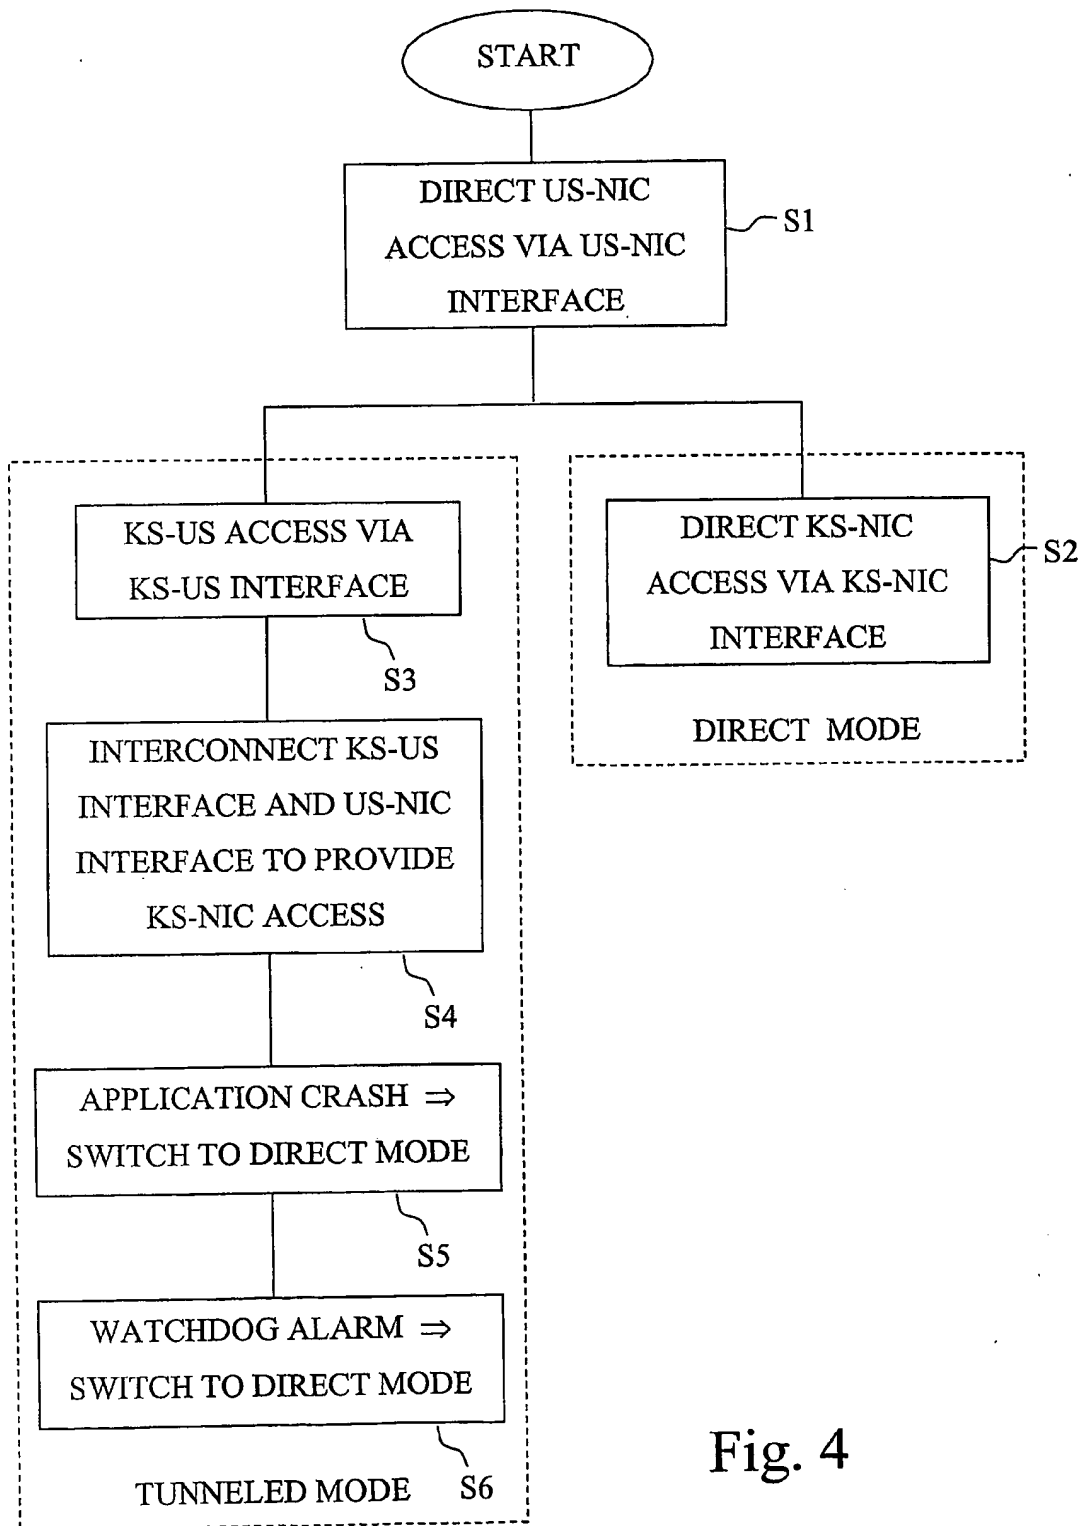 START
DIRECT US-NIC
ACCESS VIA US-NIC
INTERFACE
S1
KS-US ACCESS VIA
KS-US INTERFACE
S3
INTERCONNECT KS-US
INTERFACE AND US-NIC
INTERFACE TO PROVIDE
KS-NIC ACCESS
S4
APPLICATION CRASH ⇒
SWITCH TO DIRECT MODE
S5
WATCHDOG ALARM ⇒
SWITCH TO DIRECT MODE
S6
TUNNELED MODE
DIRECT KS-NIC
ACCESS VIA KS-NIC
INTERFACE
S2
DIRECT MODE
Fig. 4